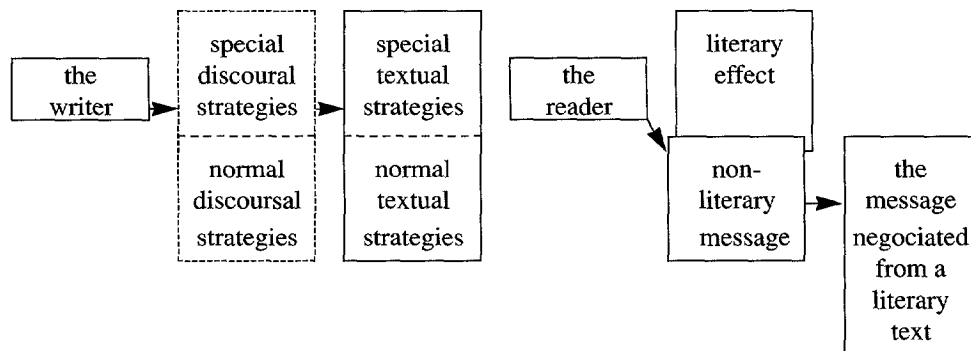 the
writer
special
discoural
strategies
normal
discoursal
strategies
special
textual
strategies
normal
textual
strategies
the
reader
literary
effect
non-
literary
message
the
message
negociated
from a
literary
text